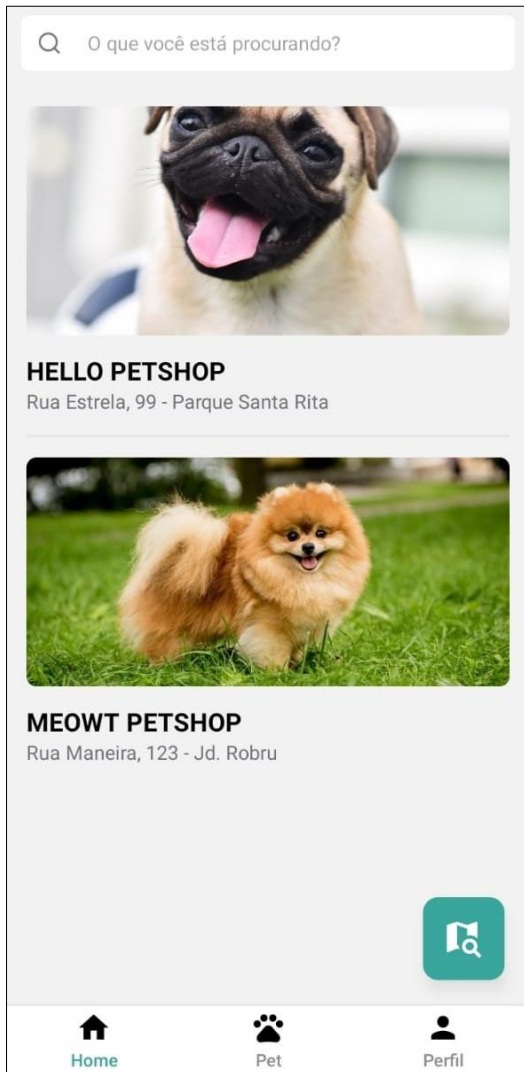 O que você está procurando?
HELLO PETSHOP
Rua Estrela, 99 - Parque Santa Rita
MEOWT PETSHOP
Rua Maneira, 123 - Jd. Robru
Home
Pet
Perfil